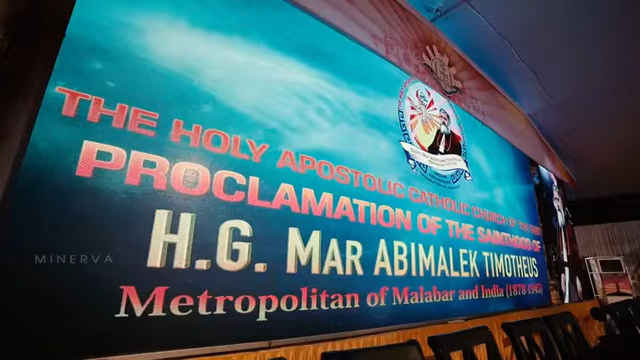 THE HOLY APOSTOLIC CATHOLIC CHURCH OF THE EAST
PROCLAMATION OF THE SAINTHOOD OF
H.G. MAR ABIMALEK TIMOTHEUS
Metropolitan of Malabar and India (1878-1945)
MINERVA